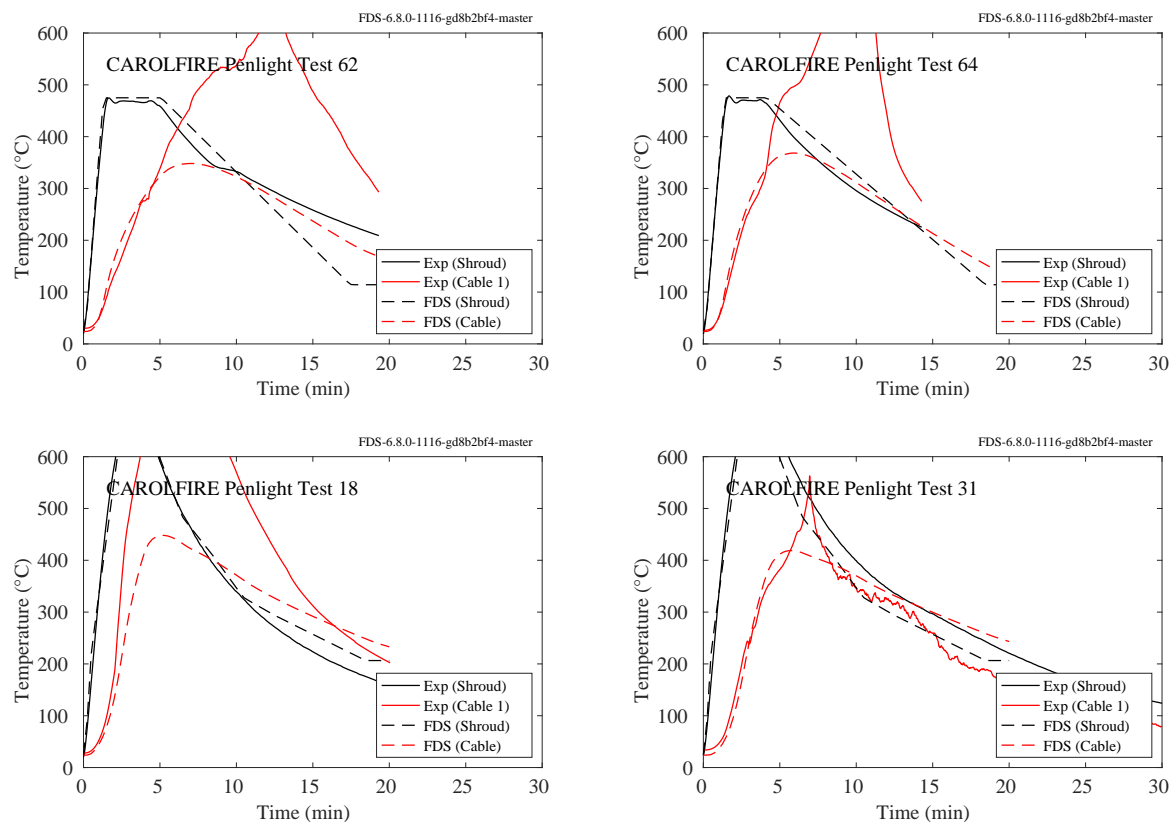 FDS-6.8.0-1116-gd8b2bf4-master
CAROLFIRE Penlight Test 62
Temperature (°C)
600
500
400
300
200
100
0
0 5 10 15 20 25 30
Time (min)
Exp (Shroud)
Exp (Cable 1)
FDS (Shroud)
FDS (Cable)
FDS-6.8.0-1116-gd8b2bf4-master
CAROLFIRE Penlight Test 64
Temperature (°C)
600
500
400
300
200
100
0
0 5 10 15 20 25 30
Time (min)
Exp (Shroud)
Exp (Cable 1)
FDS (Shroud)
FDS (Cable)
FDS-6.8.0-1116-gd8b2bf4-master
CAROLFIRE Penlight Test 18
Temperature (°C)
600
500
400
300
200
100
0
0 5 10 15 20 25 30
Time (min)
Exp (Shroud)
Exp (Cable 1)
FDS (Shroud)
FDS (Cable)
FDS-6.8.0-1116-gd8b2bf4-master
CAROLFIRE Penlight Test 31
Temperature (°C)
600
500
400
300
200
100
0
0 5 10 15 20 25 30
Time (min)
Exp (Shroud)
Exp (Cable 1)
FDS (Shroud)
FDS (Cable)